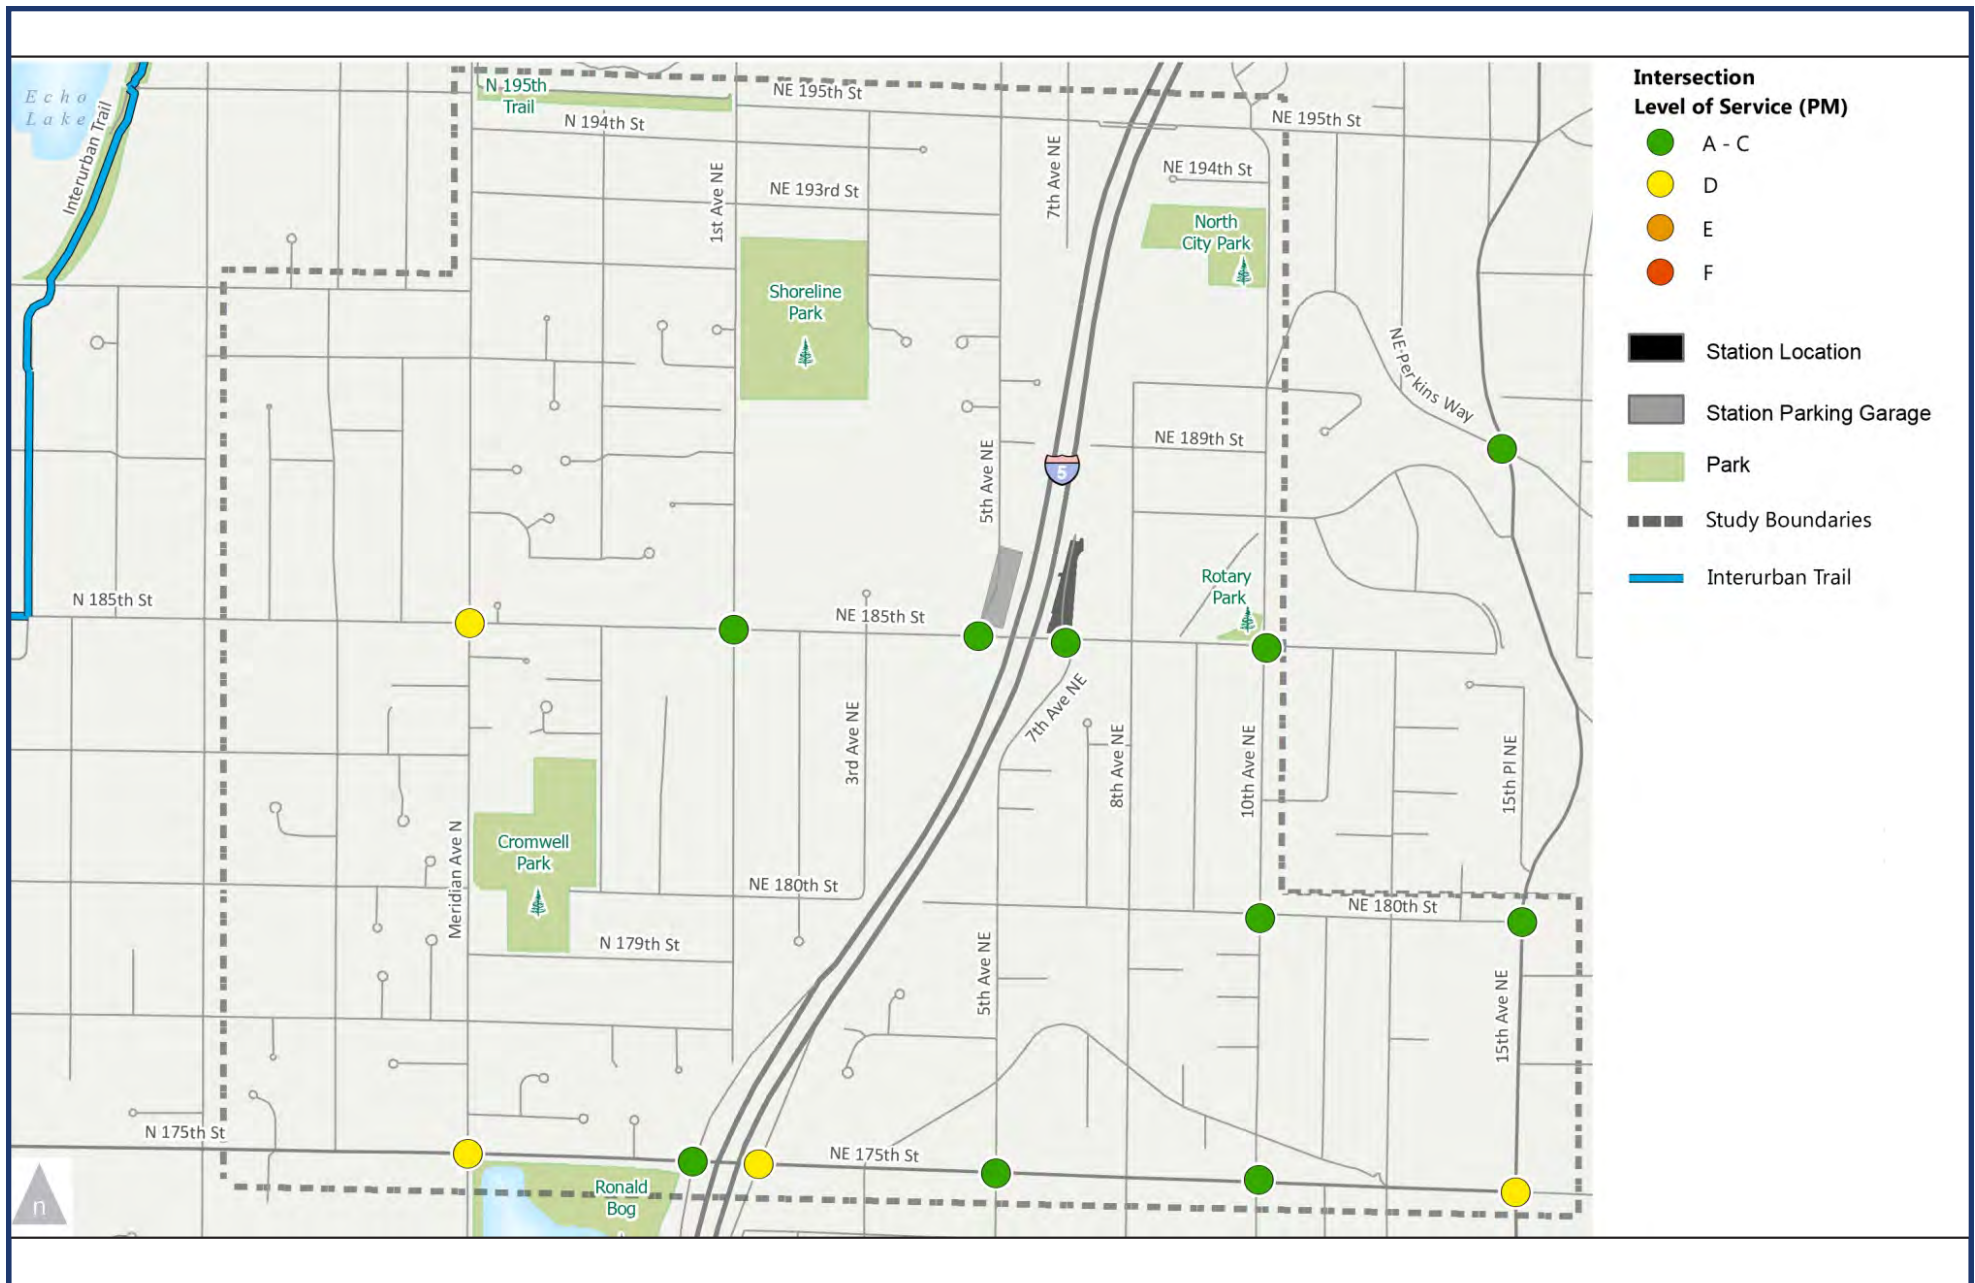 Echo
Lake
Interurban Trail
N 195th
Trail
NE 195th St
N 194th St
1st Ave NE
NE 193rd St
7th Ave NE
NE 195th St
NE 194th St
North
City Park
Shoreline
Park
NE Perkins Way
5th Ave NE
5
NE 189th St
N 185th St
NE 185th St
Rotary
Park
7th Ave NE
3rd Ave NE
8th Ave NE
10th Ave NE
15th Pl NE
Meridian Ave N
Cromwell
Park
NE 180th St
NE 180th St
N 179th St
5th Ave NE
15th Ave NE
N 175th St
NE 175th St
Ronald
Bog
n
Intersection
Level of Service (PM)
A - C
D
E
F
Station Location
Station Parking Garage
Park
Study Boundaries
Interurban Trail